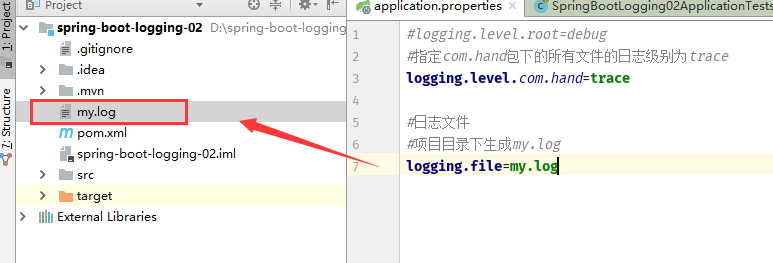 1: Project
7: Structure
Project
spring-boot-logging-02 D:\spring-boot-logging
.gitignore
.idea
.mvn
my.log
pom.xml
spring-boot-logging-02.iml
src
target
External Libraries
application.properties
SpringBootLogging02ApplicationTests
1 #logging.level.root=debug
2 #指定com.hand包下的所有文件的日志级别为trace
3 logging.level.com.hand=trace
4
5 #日志文件
6 #项目目录下生成my.log
7 logging.file=my.log